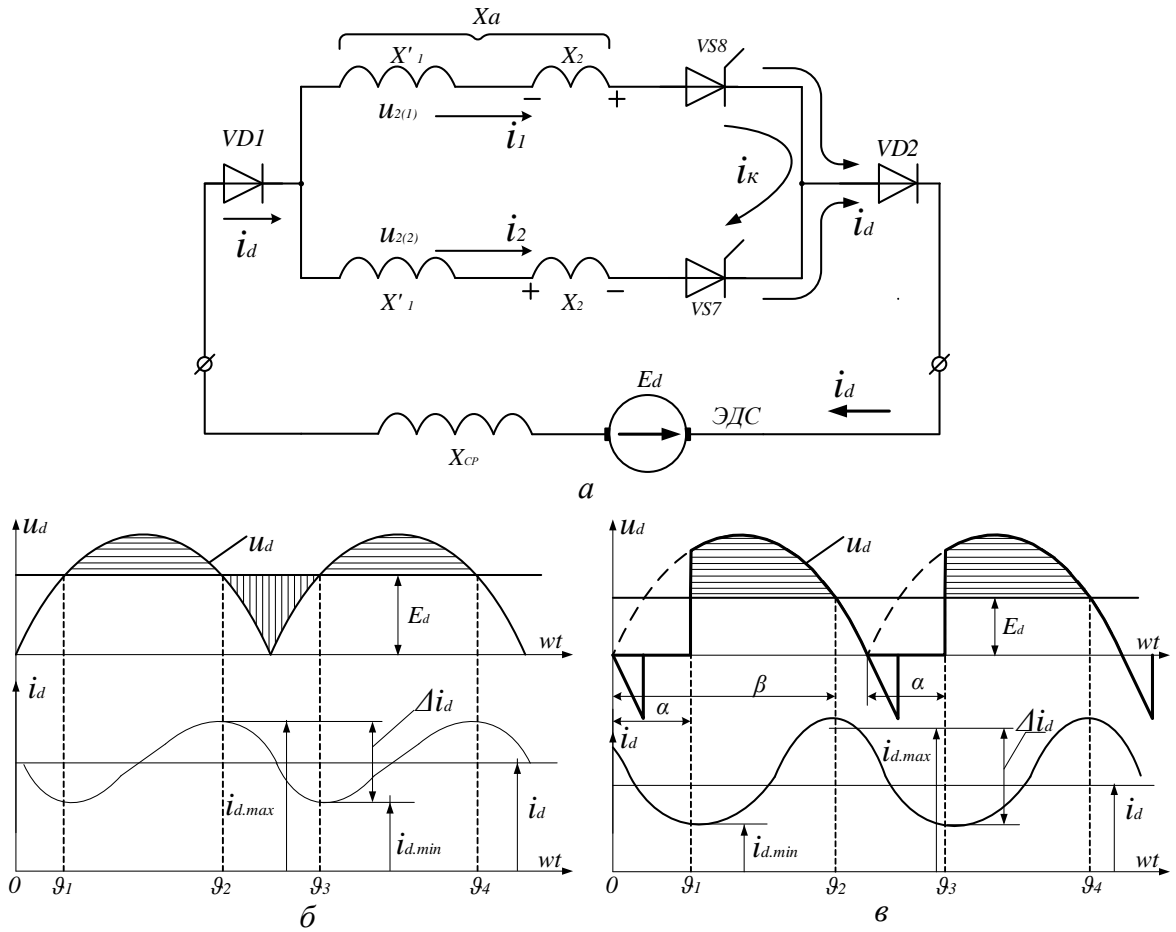 Xa
X'1 X2 VS8
– +
u2(1) i1
VD1 VD2
iк
id id
u2(2) i2
+ –
X'1 X2 VS7
Ed
id
ЭДС
XСР
а
ud ud
Ed
wt
id
Δid
id.max
id
id.min
wt
0 ϑ1 ϑ2 ϑ3 ϑ4
б
ud ud
Ed
wt
β
α α
id
Δid
id.max
id
id.min
wt
0 ϑ1 ϑ2 ϑ3 ϑ4
в